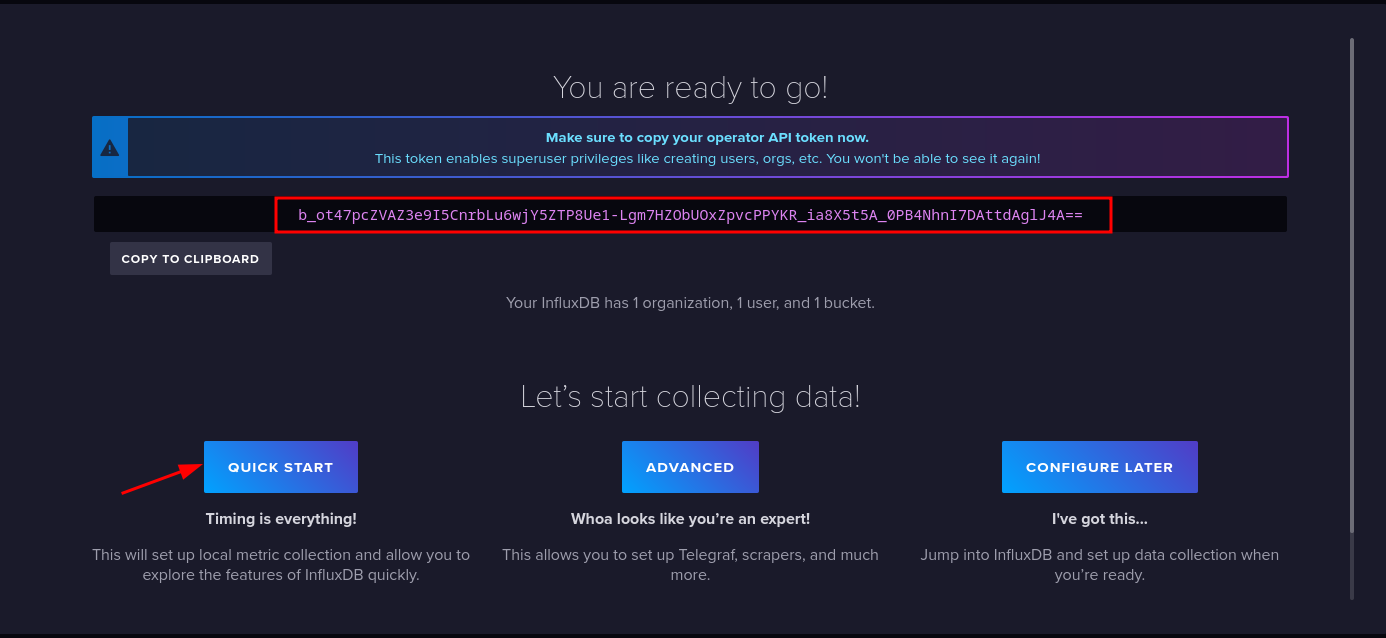 You are ready to go!
Make sure to copy your operator API token now.
This token enables superuser privileges like creating users, orgs, etc. You won't be able to see it again!
b_ot47pcZVAZ3e9I5CnrbLu6wjY5ZTP8Ue1-Lgm7HZObUOxZpvcPPYKR_ia8X5t5A_0PB4NhnI7DAttdAglJ4A==
COPY TO CLIPBOARD
Your InfluxDB has 1 organization, 1 user, and 1 bucket.
Let’s start collecting data!
QUICK START
Timing is everything!
This will set up local metric collection and allow you to
explore the features of InfluxDB quickly.
ADVANCED
Whoa looks like you’re an expert!
This allows you to set up Telegraf, scrapers, and much
more.
CONFIGURE LATER
I've got this...
Jump into InfluxDB and set up data collection when
you’re ready.